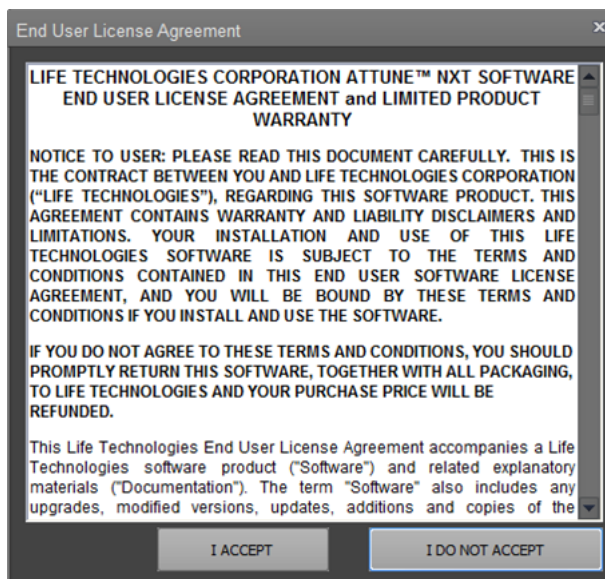 End User License Agreement
LIFE TECHNOLOGIES CORPORATION ATTUNE™ NXT SOFTWARE
END USER LICENSE AGREEMENT and LIMITED PRODUCT
WARRANTY
NOTICE TO USER: PLEASE READ THIS DOCUMENT CAREFULLY. THIS IS
THE CONTRACT BETWEEN YOU AND LIFE TECHNOLOGIES CORPORATION
("LIFE TECHNOLOGIES"), REGARDING THIS SOFTWARE PRODUCT. THIS
AGREEMENT CONTAINS WARRANTY AND LIABILITY DISCLAIMERS AND
LIMITATIONS. YOUR INSTALLATION AND USE OF THIS LIFE
TECHNOLOGIES SOFTWARE IS SUBJECT TO THE TERMS AND
CONDITIONS CONTAINED IN THIS END USER SOFTWARE LICENSE
AGREEMENT, AND YOU WILL BE BOUND BY THESE TERMS AND
CONDITIONS IF YOU INSTALL AND USE THE SOFTWARE.
IF YOU DO NOT AGREE TO THESE TERMS AND CONDITIONS, YOU SHOULD
PROMPTLY RETURN THIS SOFTWARE, TOGETHER WITH ALL PACKAGING,
TO LIFE TECHNOLOGIES AND YOUR PURCHASE PRICE WILL BE
REFUNDED.
This Life Technologies End User License Agreement accompanies a Life
Technologies software product ("Software") and related explanatory
materials ("Documentation"). The term "Software" also includes any
upgrades, modified versions, updates, additions and copies of the
I ACCEPT
I DO NOT ACCEPT